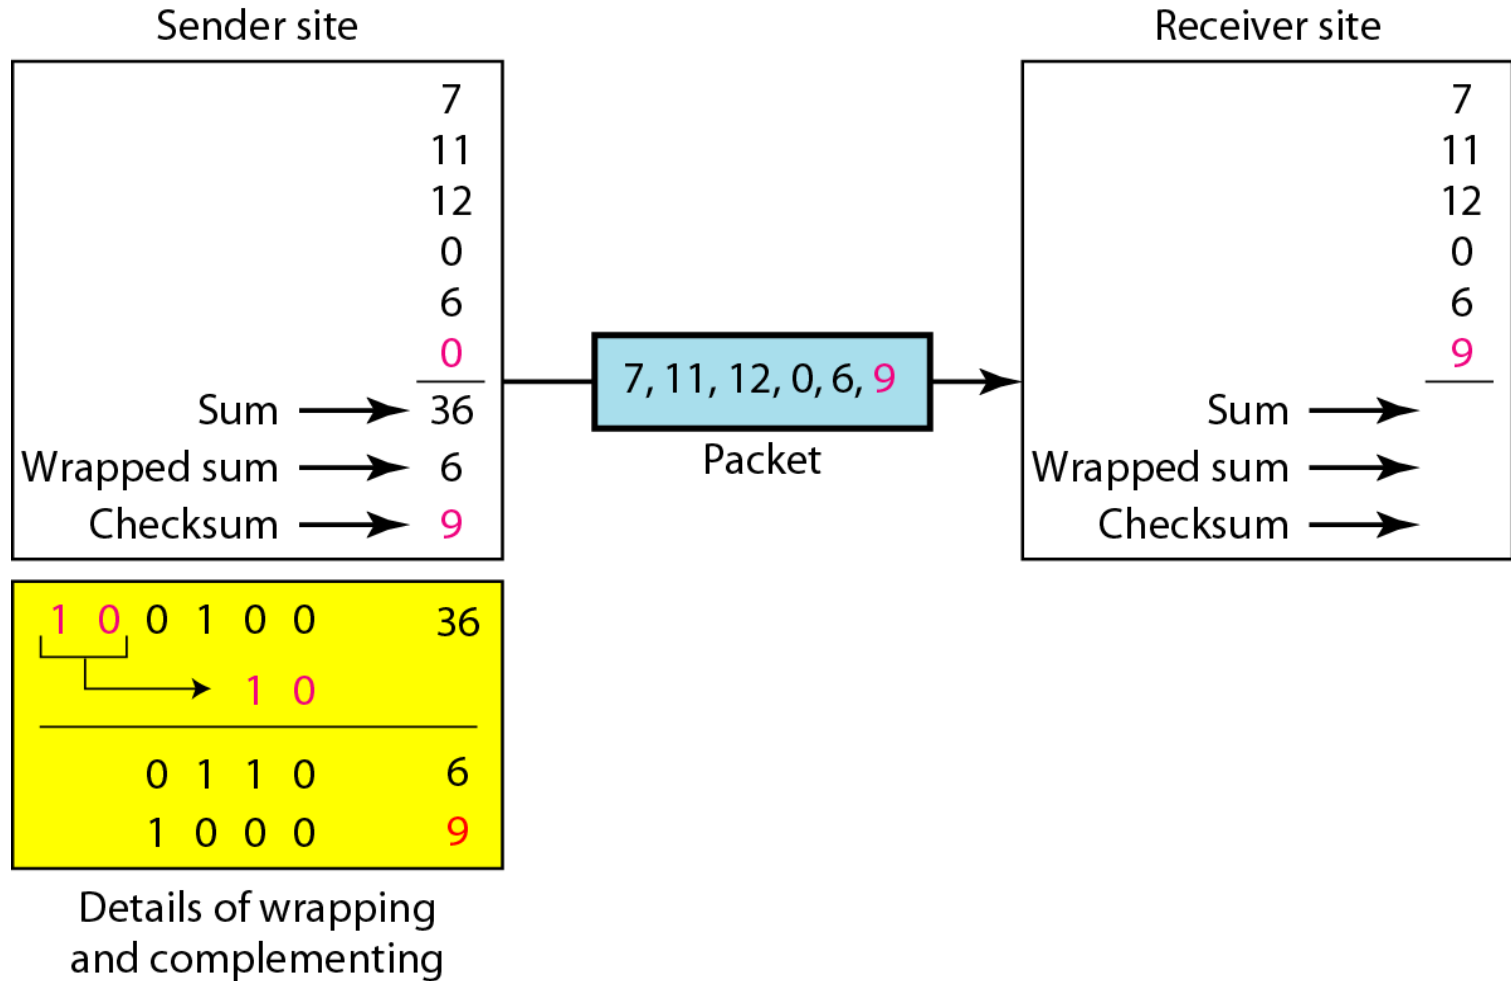 Sender site
7
11
12
0
6
0
Sum 36
Wrapped sum 6
Checksum 9
7, 11, 12, 0, 6, 9
Packet
Receiver site
7
11
12
0
6
9
Sum
Wrapped sum
Checksum
1 0 0 1 0 0 36
1 0
0 1 1 0 6
1 0 0 0 9
Details of wrapping
and complementing